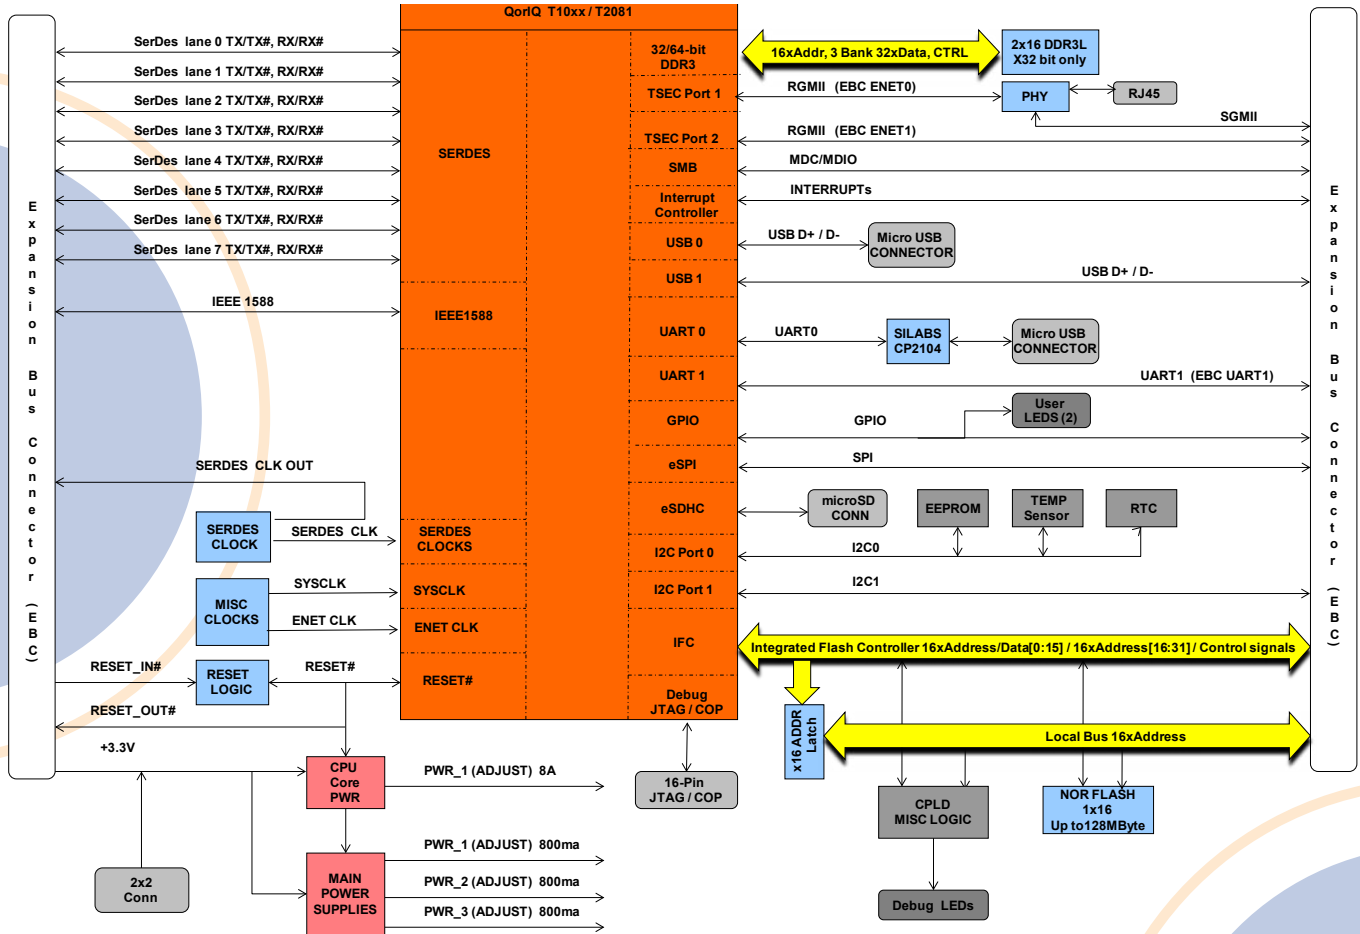 QorIQ T10xx / T2081
SerDes lane 0 TX/TX#, RX/RX#
SerDes lane 1 TX/TX#, RX/RX#
SerDes lane 2 TX/TX#, RX/RX#
SerDes lane 3 TX/TX#, RX/RX#
SerDes lane 4 TX/TX#, RX/RX#
SerDes lane 5 TX/TX#, RX/RX#
SerDes lane 6 TX/TX#, RX/RX#
SerDes lane 7 TX/TX#, RX/RX#
IEEE 1588
SERDES CLK OUT
SERDES
CLOCK
SERDES CLK
MISC
CLOCKS
SYSCLK
ENET CLK
RESET_IN#
RESET
LOGIC
RESET#
RESET_OUT#
+3.3V
Expansion Bus Connector (EBC)
2x2
Conn
CPU
Core
PWR
PWR_1 (ADJUST) 8A
MAIN
POWER
SUPPLIES
PWR_1 (ADJUST) 800ma
PWR_2 (ADJUST) 800ma
PWR_3 (ADJUST) 800ma
SERDES
IEEE1588
SERDES
CLOCKS
SYSCLK
ENET CLK
RESET#
32/64-bit
DDR3
TSEC Port 1
TSEC Port 2
SMB
Interrupt
Controller
USB 0
USB 1
UART 0
UART 1
GPIO
eSPI
eSDHC
I2C Port 0
I2C Port 1
IFC
Debug
JTAG / COP
16-Pin
JTAG / COP
16xAddr, 3 Bank 32xData, CTRL
2x16 DDR3L
X32 bit only
RGMII (EBC ENET0)
PHY
RJ45
SGMII
RGMII (EBC ENET1)
MDC/MDIO
INTERRUPTs
USB D+ / D-
Micro USB
CONNECTOR
USB D+ / D-
UART0
SILABS
CP2104
Micro USB
CONNECTOR
UART1 (EBC UART1)
GPIO
User
LEDS (2)
SPI
microSD
CONN
EEPROM
TEMP
Sensor
RTC
I2C0
I2C1
Integrated Flash Controller 16xAddress/Data[0:15] / 16xAddress[16:31] / Control signals
x16 ADDR
Latch
Local Bus 16xAddress
CPLD
MISC LOGIC
NOR FLASH
1x16
Up to128MByte
Debug LEDs
Expansion Bus Connector (EBC)